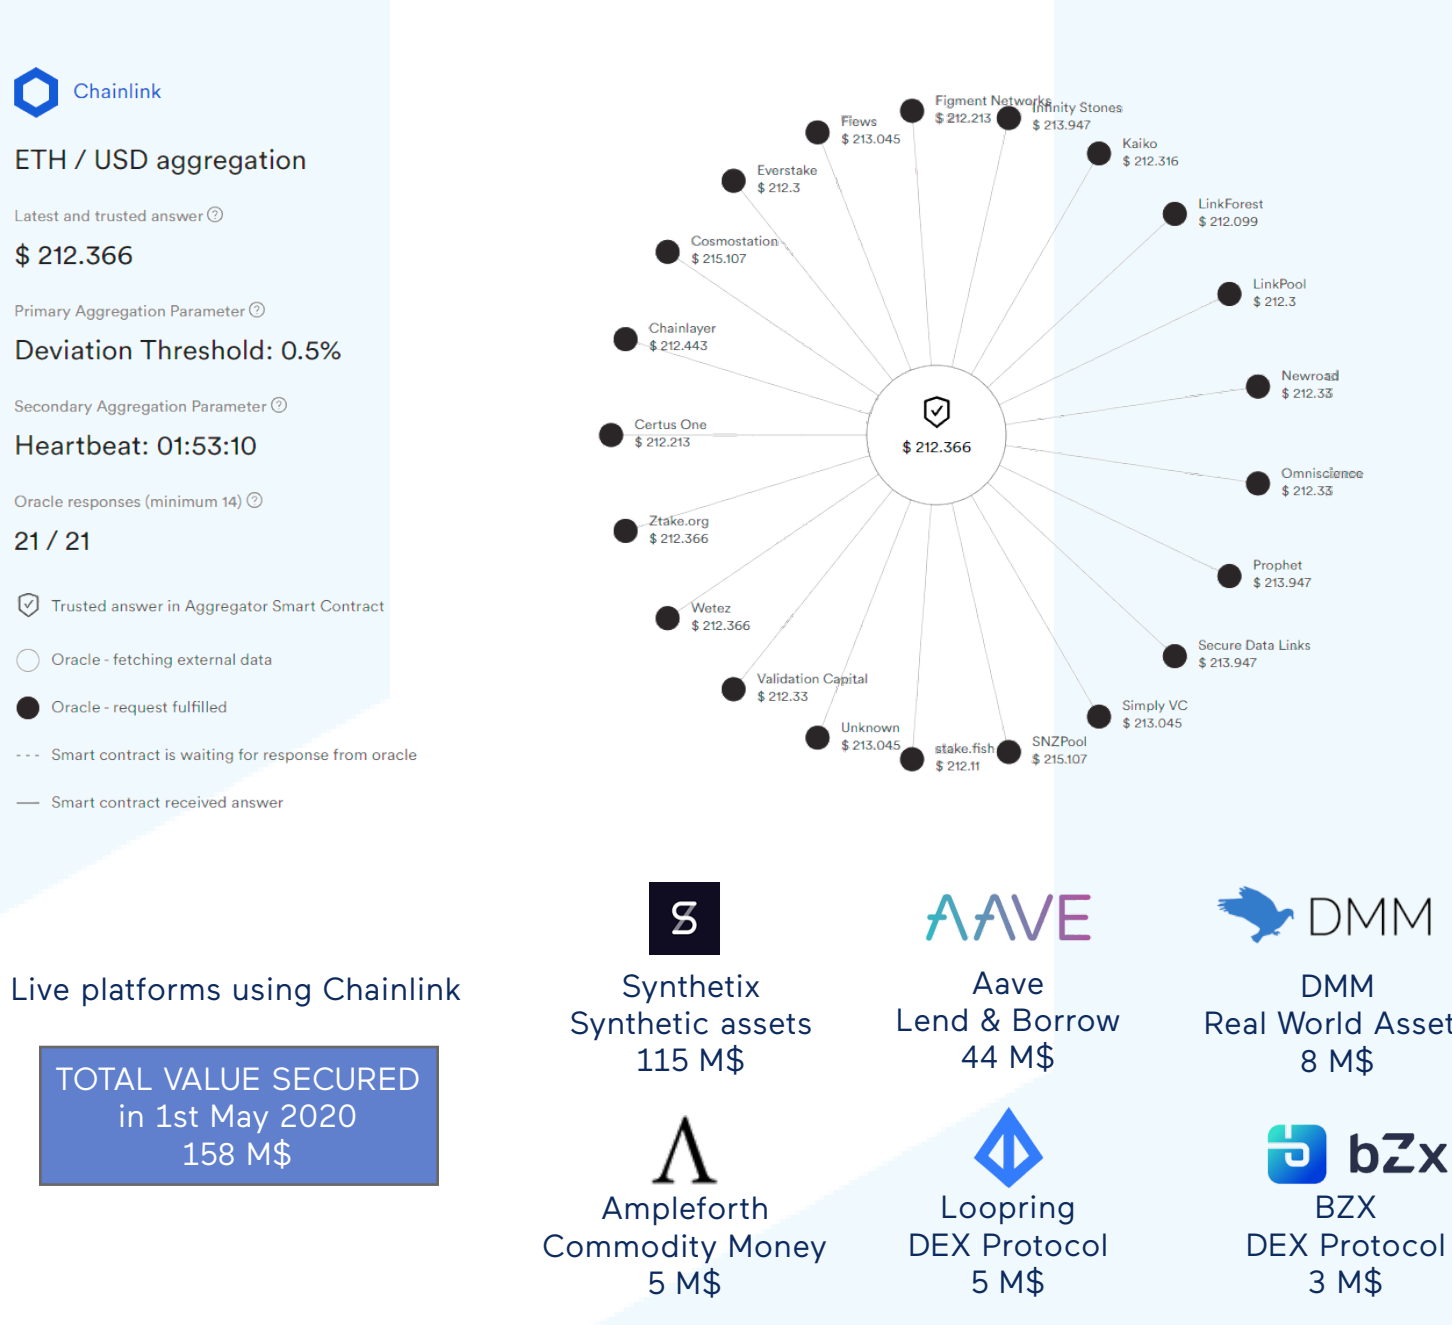 Chainlink
ETH / USD aggregation
Latest and trusted answer ?
$ 212.366
Primary Aggregation Parameter ?
Deviation Threshold: 0.5%
Secondary Aggregation Parameter ?
Heartbeat: 01:53:10
Oracle responses (minimum 14) ?
21 / 21
Trusted answer in Aggregator Smart Contract
Oracle - fetching external data
Oracle - request fulfilled
Smart contract is waiting for response from oracle
Smart contract received answer
Figment Networks
$ 212.213
Infinity Stones
$ 213.947
Kaiko
$ 212.316
LinkForest
$ 212.099
LinkPool
$ 212.3
Newroad
$ 212.33
Omniscience
$ 212.33
Prophet
$ 213.947
Secure Data Links
$ 213.947
Simply VC
$ 213.045
SNZPool
$ 215.107
stake.fish
$ 212.11
Unknown
$ 213.045
Validation Capital
$ 212.33
Wetez
$ 212.366
Ztake.org
$ 212.366
Certus One
$ 212.213
Chainlayer
$ 212.443
Cosmostation
$ 215.107
Everstake
$ 212.3
Fiews
$ 213.045
$ 212.366
Live platforms using Chainlink
TOTAL VALUE SECURED
in 1st May 2020
158 M$
S
Synthetix
Synthetic assets
115 M$
AAVE
Aave
Lend & Borrow
44 M$
DMM
DMM
Real World Asset
8 M$
Ampleforth
Commodity Money
5 M$
Loopring
DEX Protocol
5 M$
bZx
BZX
DEX Protocol
3 M$